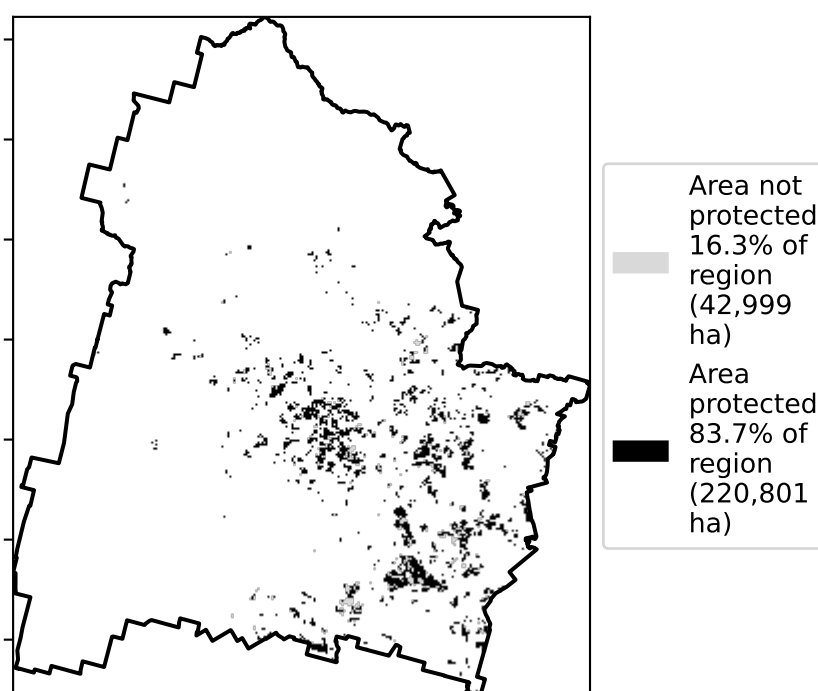 Area not
protected
16.3% of
region
(42,999
ha)
Area
protected
83.7% of
region
(220,801
ha)